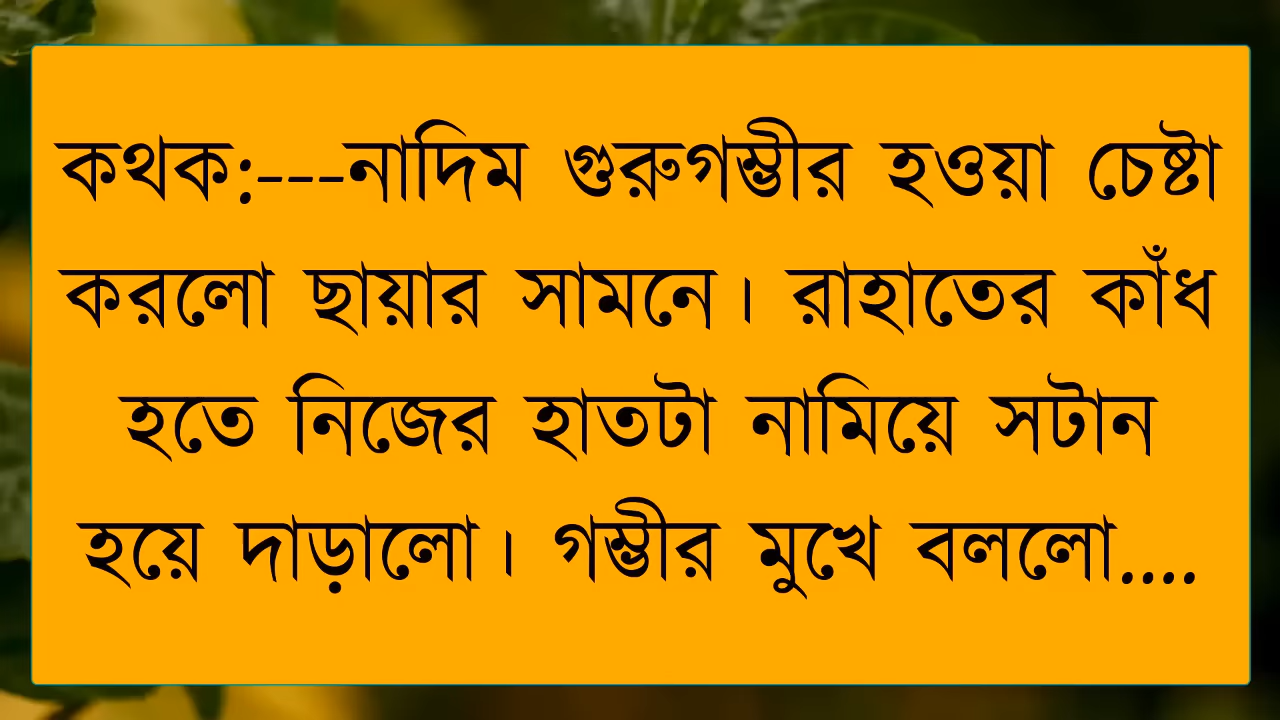 কথক:---নাদিম গুরুগম্ভীর হওয়া চেষ্টা
করলো ছায়ার সামনে। রাহাতের কাঁধ
হতে নিজের হাতটা নামিয়ে সটান
হয়ে দাড়ালো। গম্ভীর মুখে বললো....